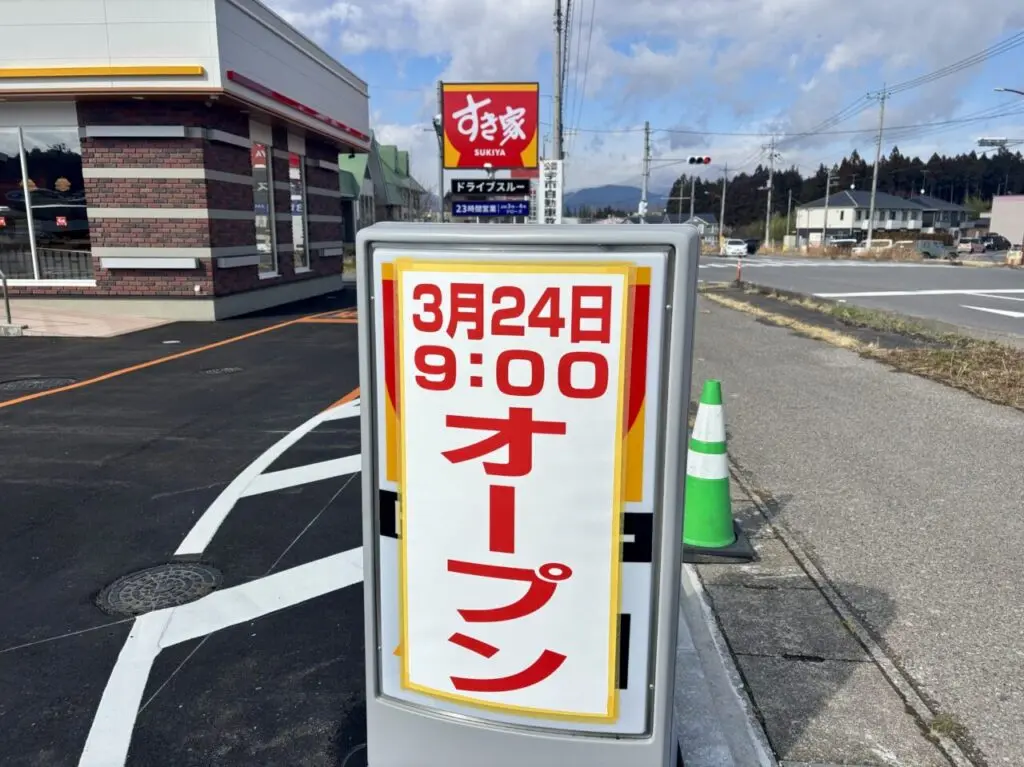 すき家
SUKIYA
ドライブスルー
23時間営業
3月24日
9:00
オープン